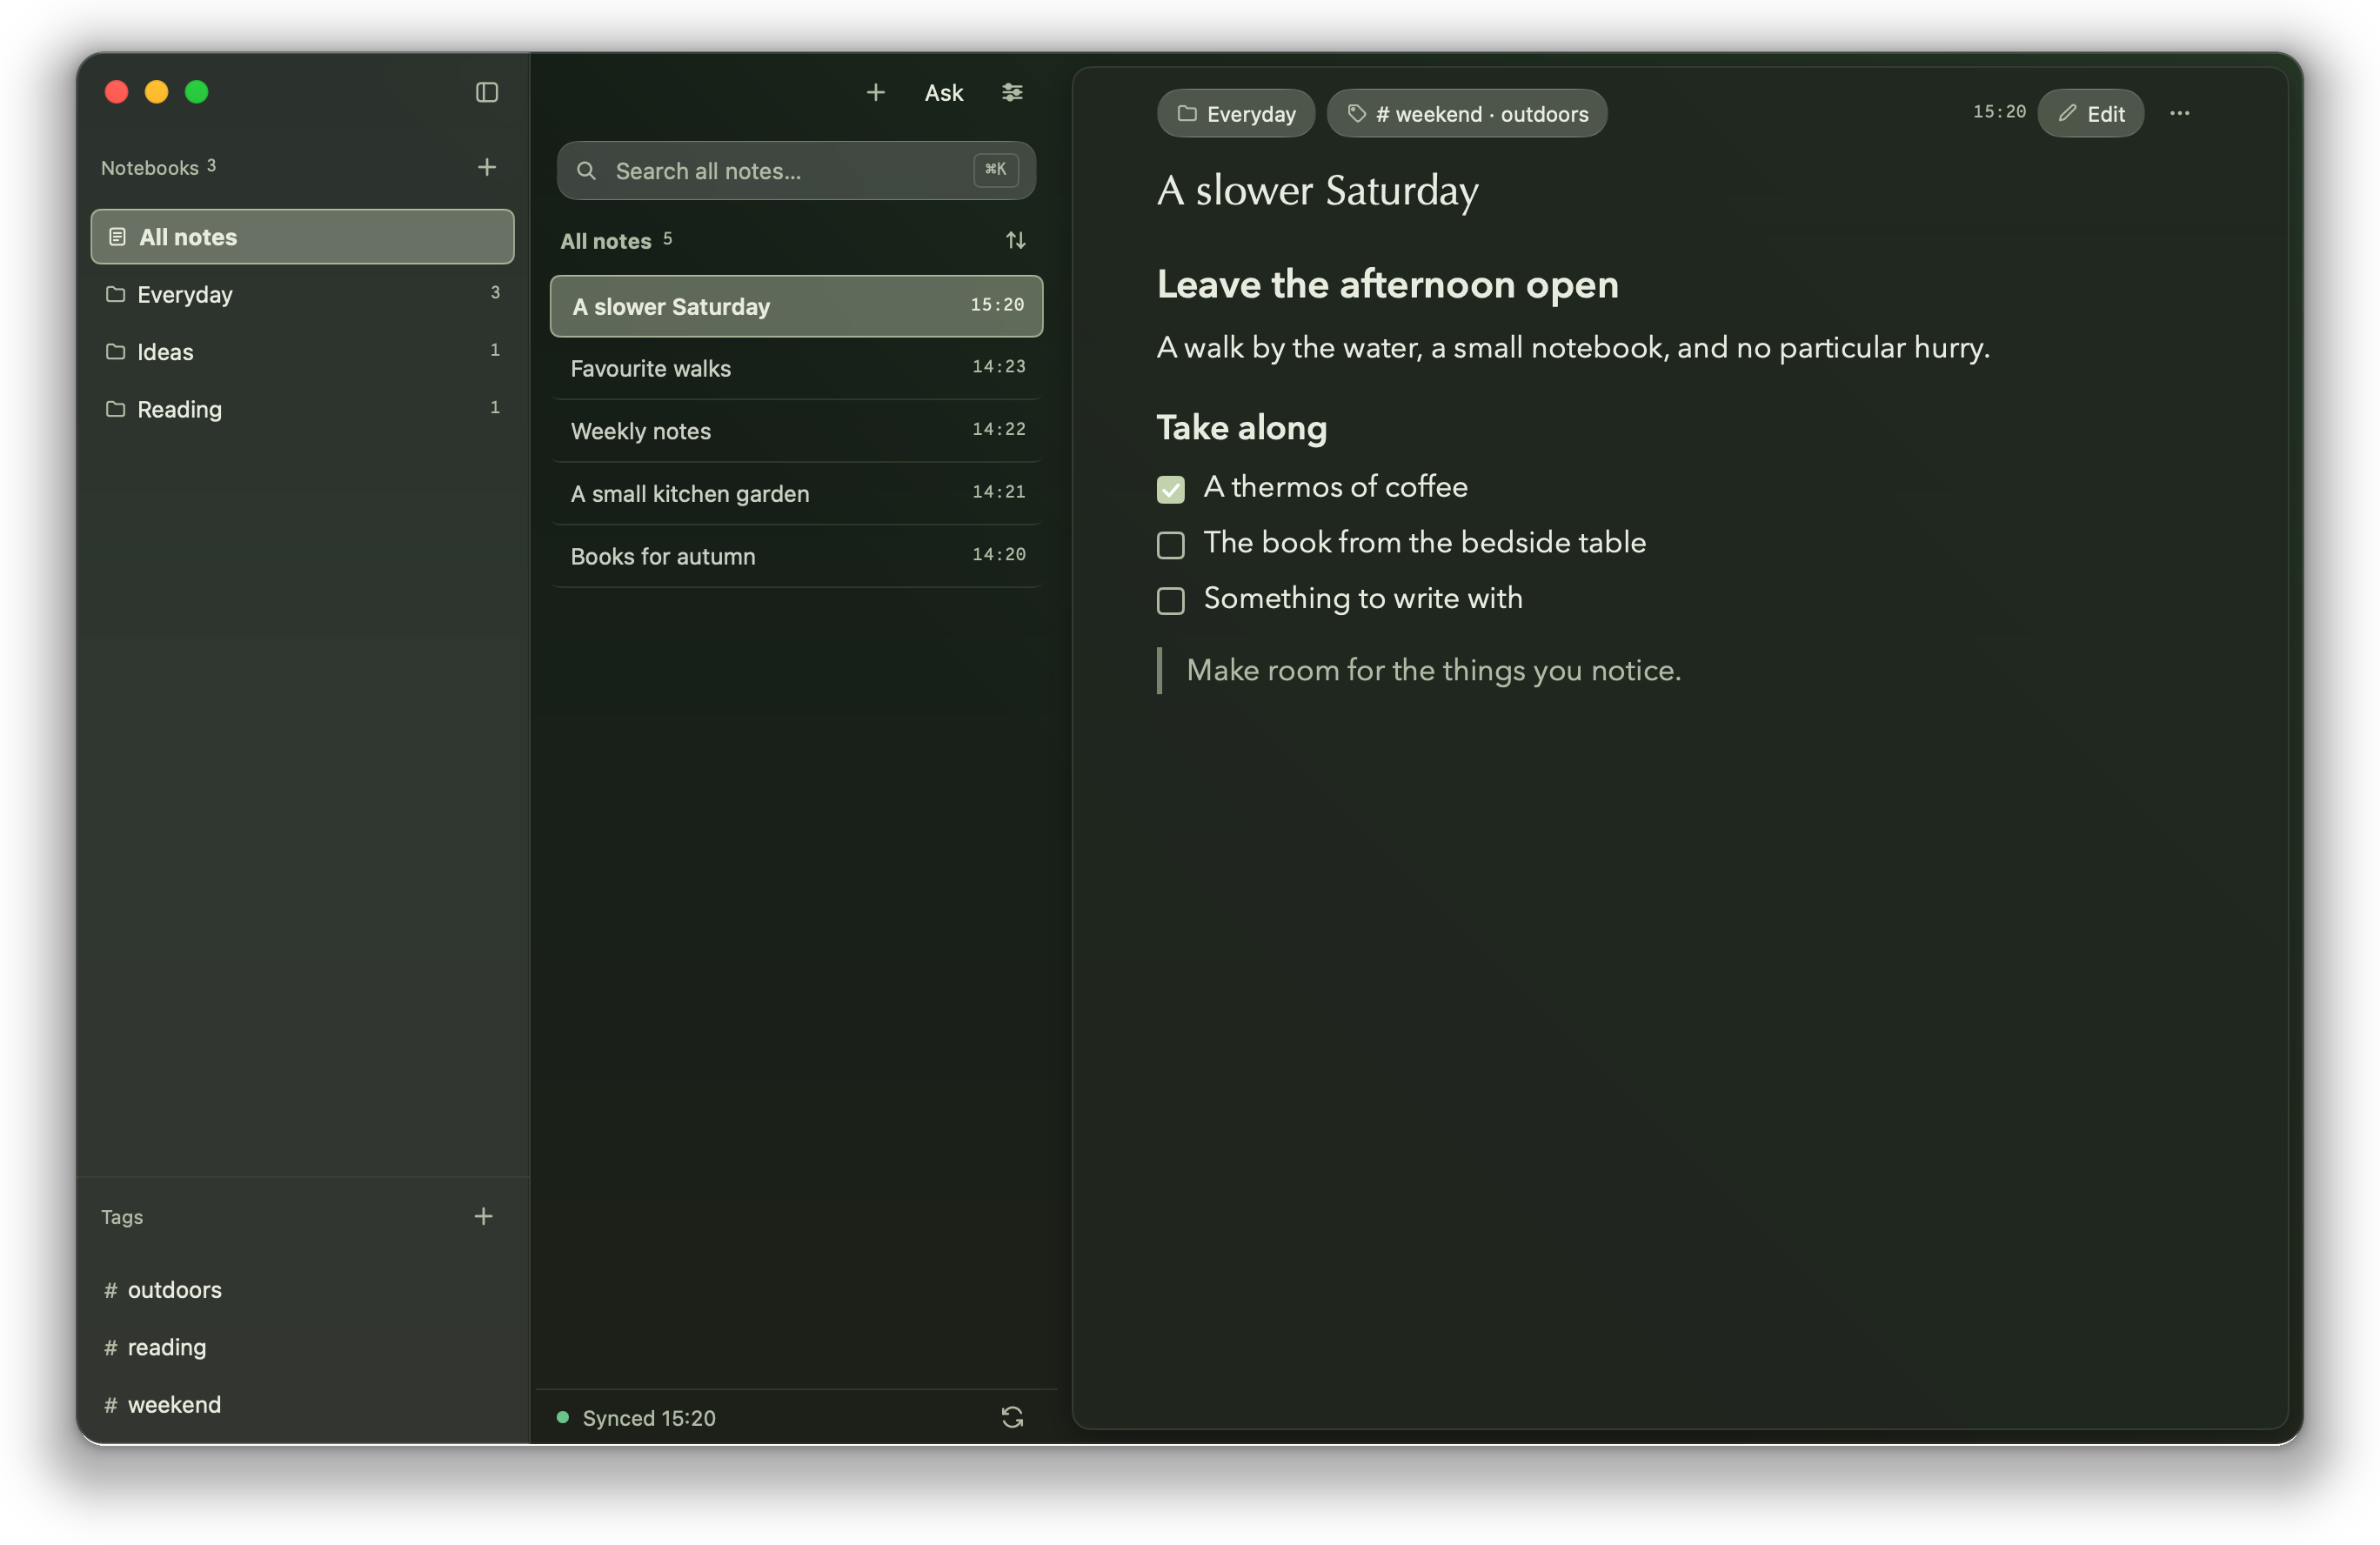 Notebooks 3
All notes
Everyday 3
Ideas 1
Reading 1
Tags
# outdoors
# reading
# weekend
Ask
Search all notes... ⌘K
All notes 5
A slower Saturday 15:20
Favourite walks 14:23
Weekly notes 14:22
A small kitchen garden 14:21
Books for autumn 14:20
Synced 15:20
Everyday # weekend · outdoors 15:20 Edit
A slower Saturday
Leave the afternoon open
A walk by the water, a small notebook, and no particular hurry.
Take along
A thermos of coffee
The book from the bedside table
Something to write with
Make room for the things you notice.